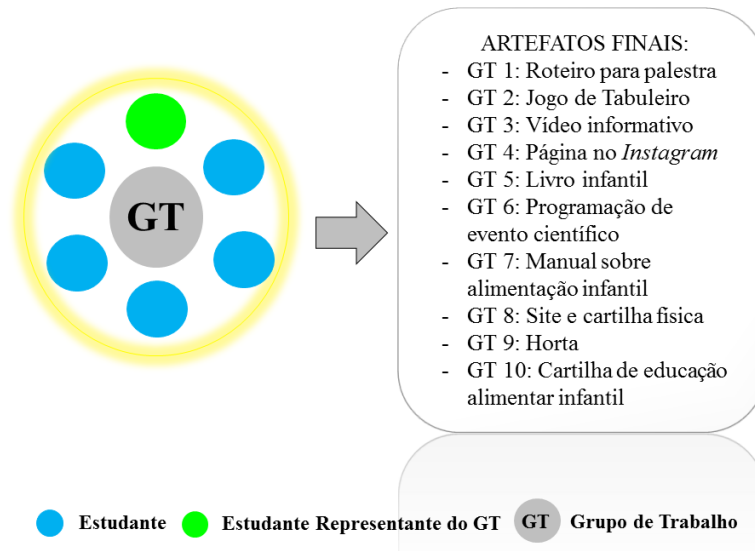 GT
ARTEFATOS FINAIS:
- GT 1: Roteiro para palestra
- GT 2: Jogo de Tabuleiro
- GT 3: Vídeo informativo
- GT 4: Página no Instagram
- GT 5: Livro infantil
- GT 6: Programação de
evento científico
- GT 7: Manual sobre
alimentação infantil
- GT 8: Site e cartilha física
- GT 9: Horta
- GT 10: Cartilha de educação
alimentar infantil
Estudante
Estudante Representante do GT
GT
Grupo de Trabalho